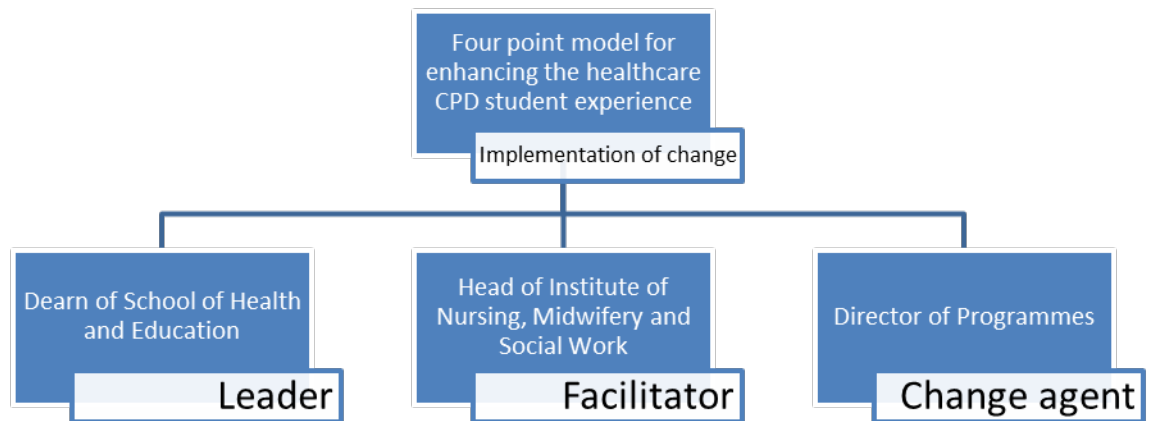 Four point model for
enhancing the healthcare
CPD student experience
Implementation of change
Dearn of School of Health
and Education
Leader
Head of Institute of
Nursing, Midwifery and
Social Work
Facilitator
Director of Programmes
Change agent